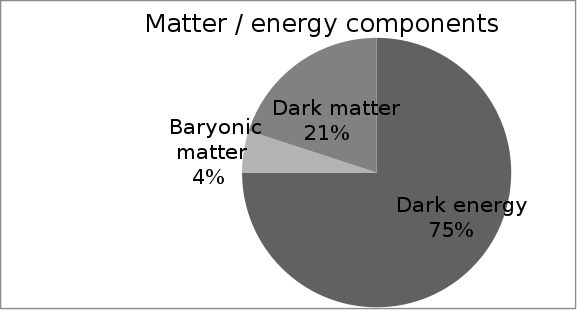 Matter / energy components
Dark matter
21%
Baryonic
matter
4%
Dark energy
75%